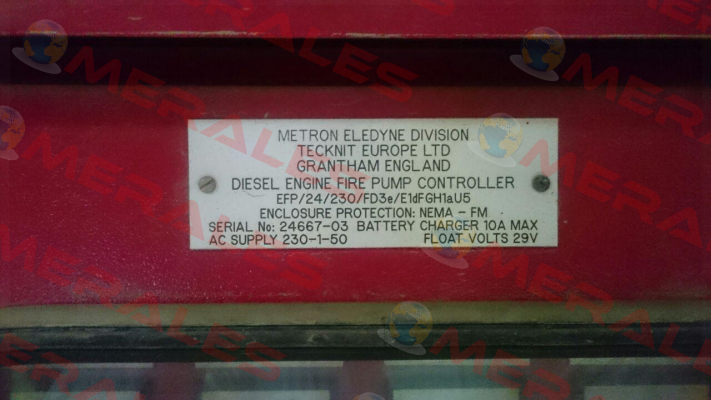 METRON ELEDYNE DIVISION
TECKNIT EUROPE LTD
GRANTHAM ENGLAND
DIESEL ENGINE FIRE PUMP CONTROLLER
EFP/24/230/FD3e/E1dFGH1aU5
ENCLOSURE PROTECTION: NEMA - FM
SERIAL No: 24667-03 BATTERY CHARGER 10A MAX
AC SUPPLY 230-1-50 FLOAT VOLTS 29V
MERALES